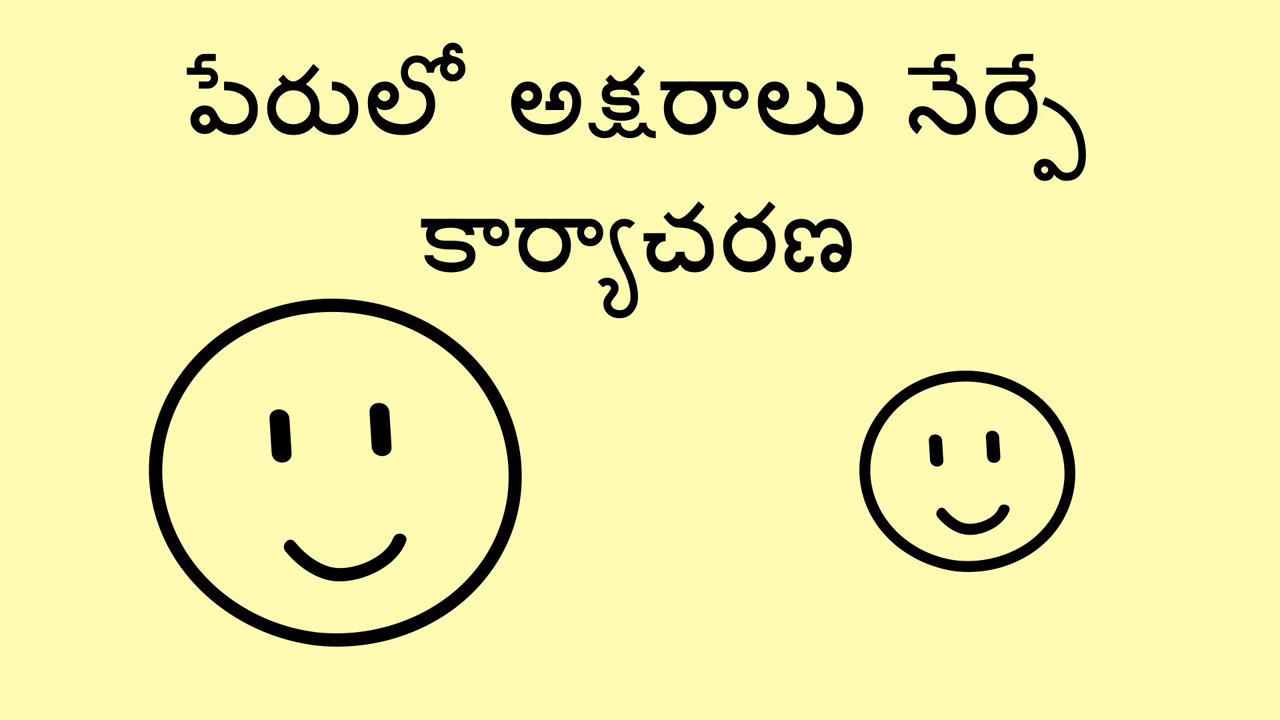 పేరులో అక్షరాలు నేర్పే
కార్యాచరణ